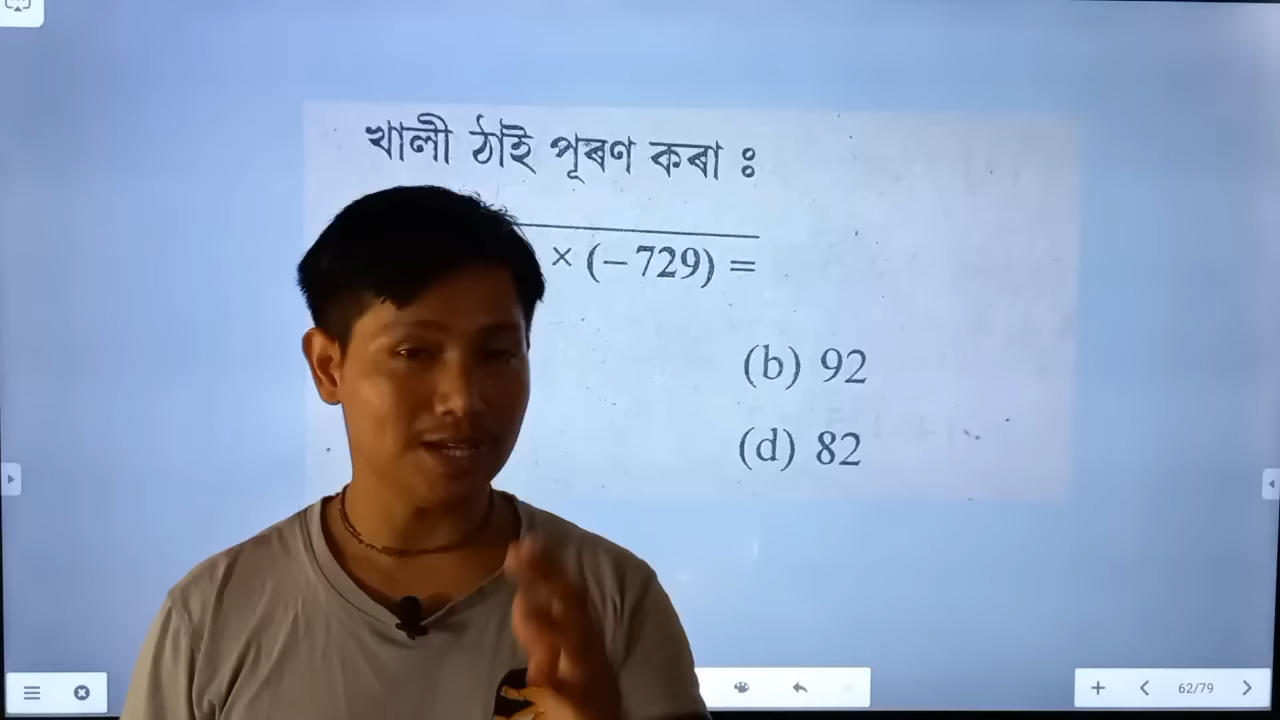 খালী ঠাই পূৰণ কৰা ঃ
× (– 729) =
(b) 92
(d) 82
62/79